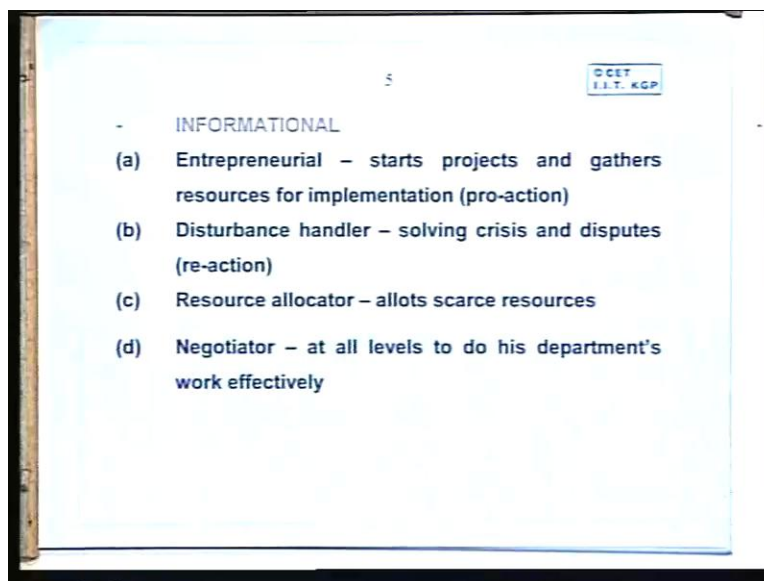 5
© CET
I.I.T. KGP
- INFORMATIONAL
(a) Entrepreneurial – starts projects and gathers
resources for implementation (pro-action)
(b) Disturbance handler – solving crisis and disputes
(re-action)
(c) Resource allocator – allots scarce resources
(d) Negotiator – at all levels to do his department's
work effectively